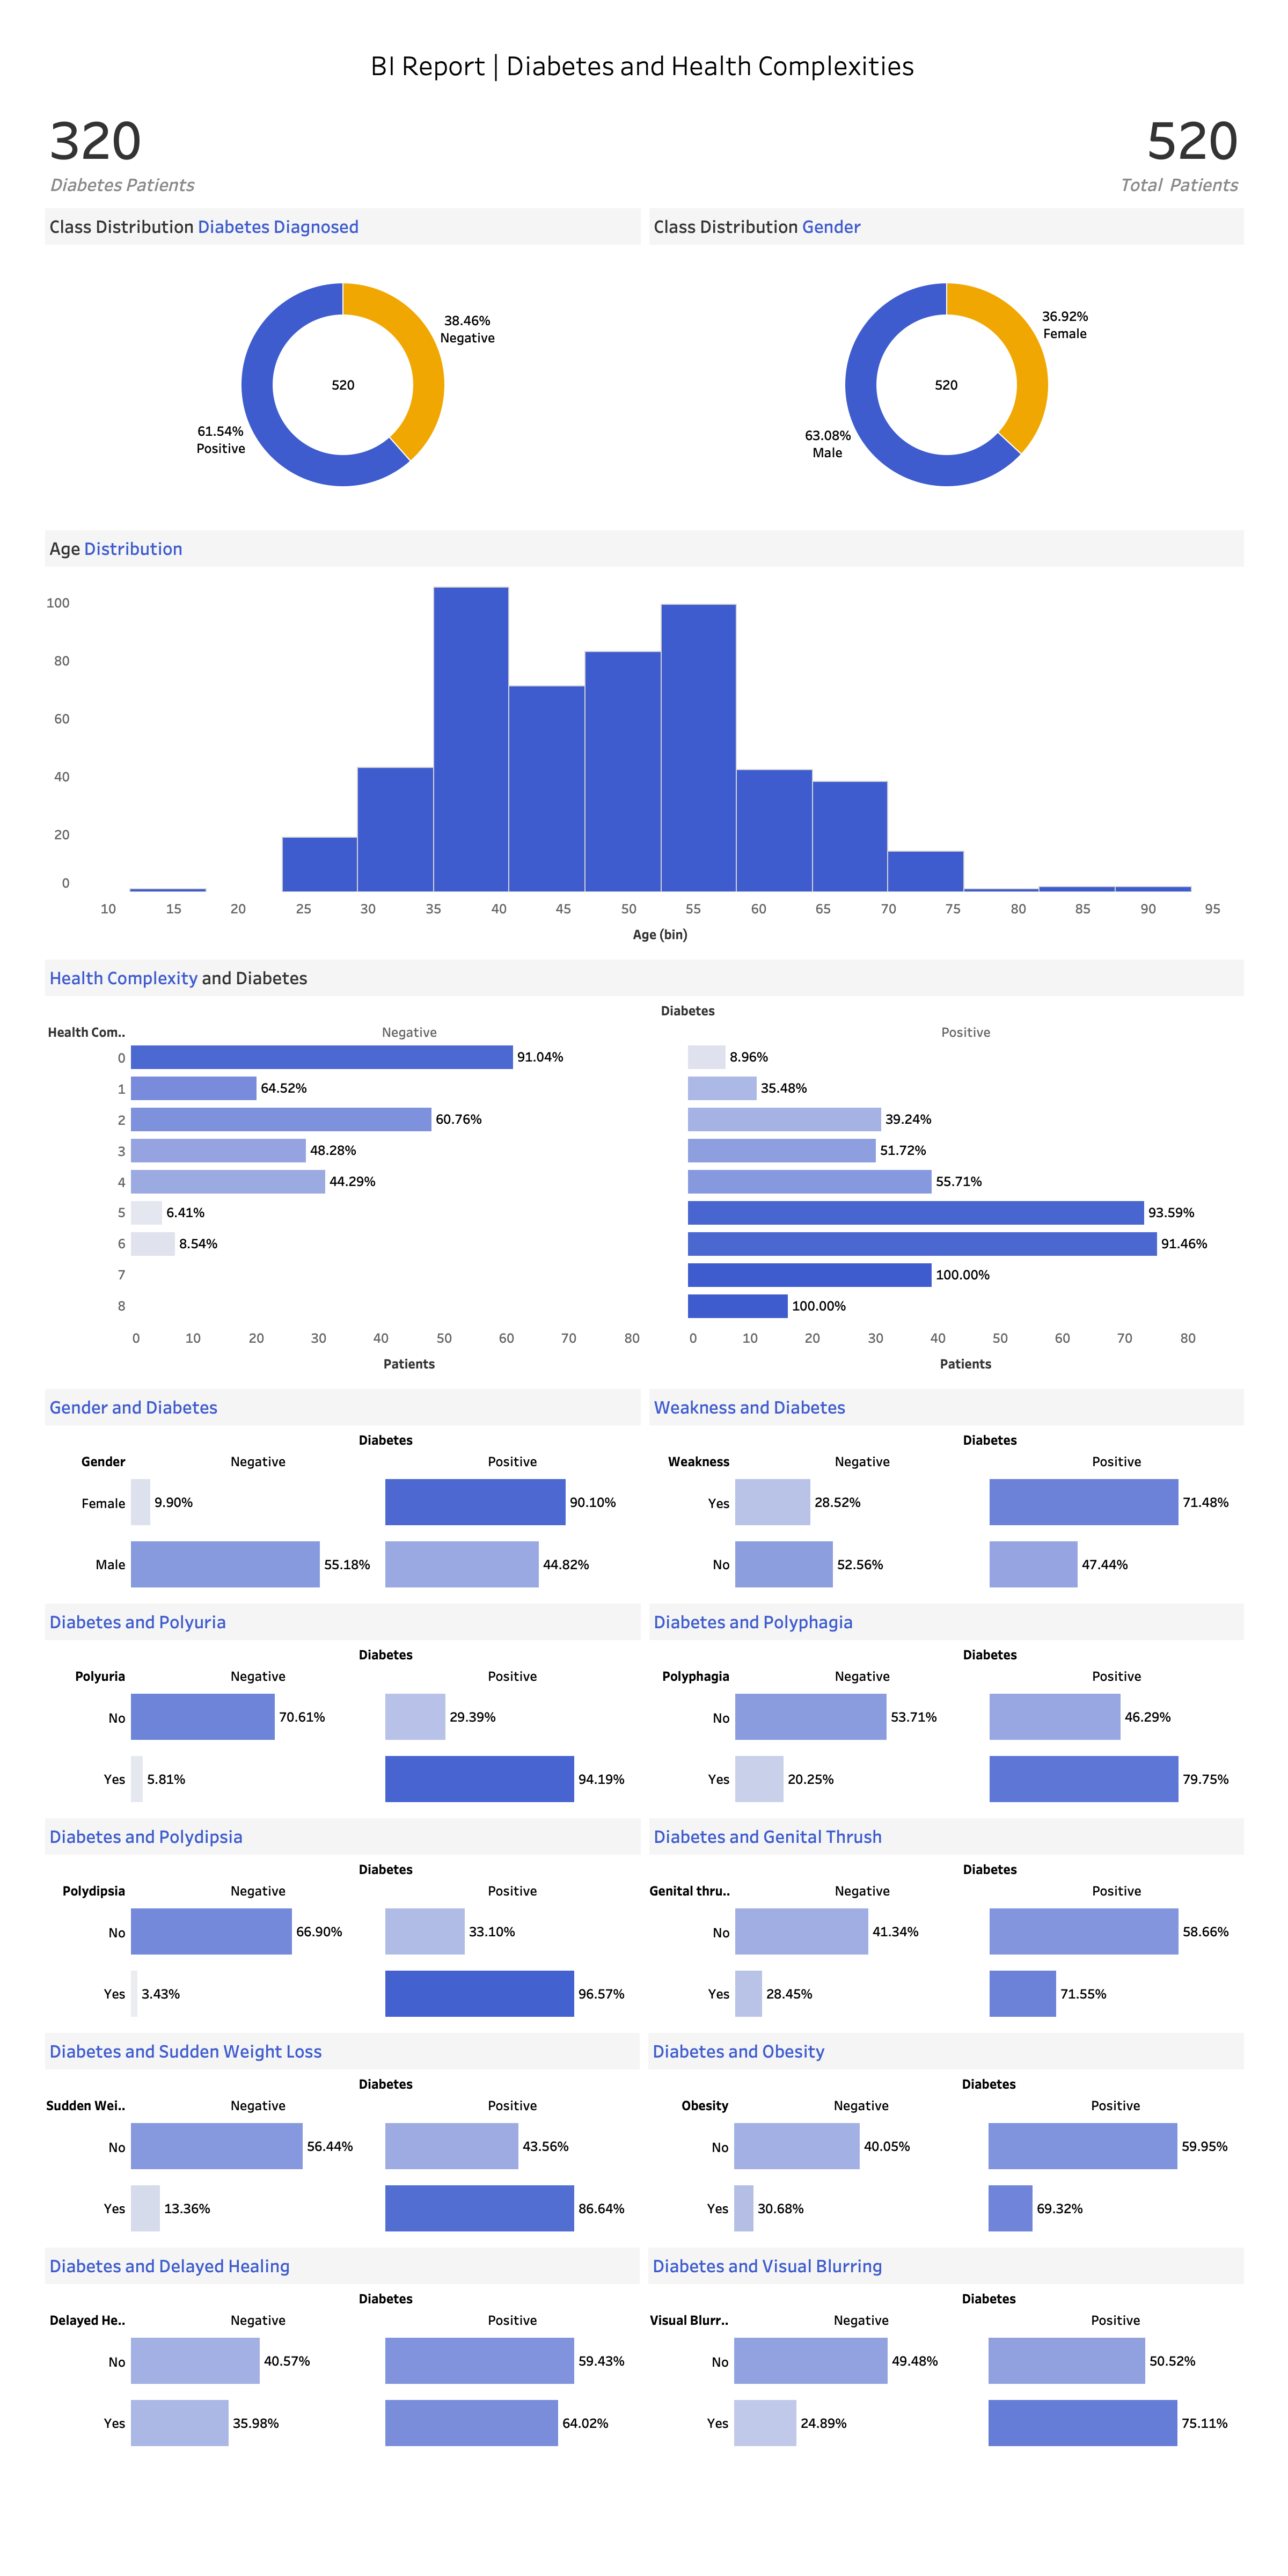 BI Report | Diabetes and Health Complexities
320
Diabetes Patients
520
Total Patients
Class Distribution Diabetes Diagnosed
38.46%
Negative
520
61.54%
Positive
Class Distribution Gender
36.92%
Female
520
63.08%
Male
Age Distribution
100
80
60
40
20
0
10 15 20 25 30 35 40 45 50 55 60 65 70 75 80 85 90 95
Age (bin)
Health Complexity and Diabetes
Diabetes
Health Com.. Negative Positive
0 91.04% 8.96%
1 64.52% 35.48%
2 60.76% 39.24%
3 48.28% 51.72%
4 44.29% 55.71%
5 6.41% 93.59%
6 8.54% 91.46%
7 100.00%
8 100.00%
0 10 20 30 40 50 60 70 80 0 10 20 30 40 50 60 70 80
Patients Patients
Gender and Diabetes
Diabetes
Gender Negative Positive
Female 9.90% 90.10%
Male 55.18% 44.82%
Weakness and Diabetes
Diabetes
Weakness Negative Positive
Yes 28.52% 71.48%
No 52.56% 47.44%
Diabetes and Polyuria
Diabetes
Polyuria Negative Positive
No 70.61% 29.39%
Yes 5.81% 94.19%
Diabetes and Polyphagia
Diabetes
Polyphagia Negative Positive
No 53.71% 46.29%
Yes 20.25% 79.75%
Diabetes and Polydipsia
Diabetes
Polydipsia Negative Positive
No 66.90% 33.10%
Yes 3.43% 96.57%
Diabetes and Genital Thrush
Diabetes
Genital thru.. Negative Positive
No 41.34% 58.66%
Yes 28.45% 71.55%
Diabetes and Sudden Weight Loss
Diabetes
Sudden Wei.. Negative Positive
No 56.44% 43.56%
Yes 13.36% 86.64%
Diabetes and Obesity
Diabetes
Obesity Negative Positive
No 40.05% 59.95%
Yes 30.68% 69.32%
Diabetes and Delayed Healing
Diabetes
Delayed He.. Negative Positive
No 40.57% 59.43%
Yes 35.98% 64.02%
Diabetes and Visual Blurring
Diabetes
Visual Blurr.. Negative Positive
No 49.48% 50.52%
Yes 24.89% 75.11%